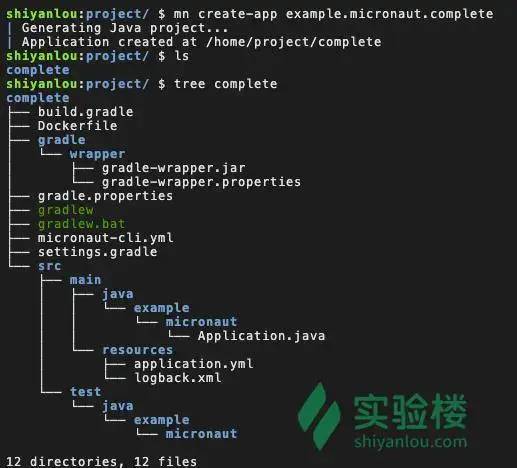 shiyanlou:project/ $ mn create-app example.micronaut.complete
| Generating Java project...
| Application created at /home/project/complete
shiyanlou:project/ $ ls
complete
shiyanlou:project/ $ tree complete
complete
├── build.gradle
├── Dockerfile
├── gradle
│   └── wrapper
│       ├── gradle-wrapper.jar
│       └── gradle-wrapper.properties
├── gradle.properties
├── gradlew
├── gradlew.bat
├── micronaut-cli.yml
├── settings.gradle
└── src
    ├── main
    │   ├── java
    │   │   └── example
    │   │       └── micronaut
    │   │           └── Application.java
    │   └── resources
    │       ├── application.yml
    │       └── logback.xml
    └── test
        └── java
            └── example
                └── micronaut
实验楼
shiyanlou.com
12 directories, 12 files